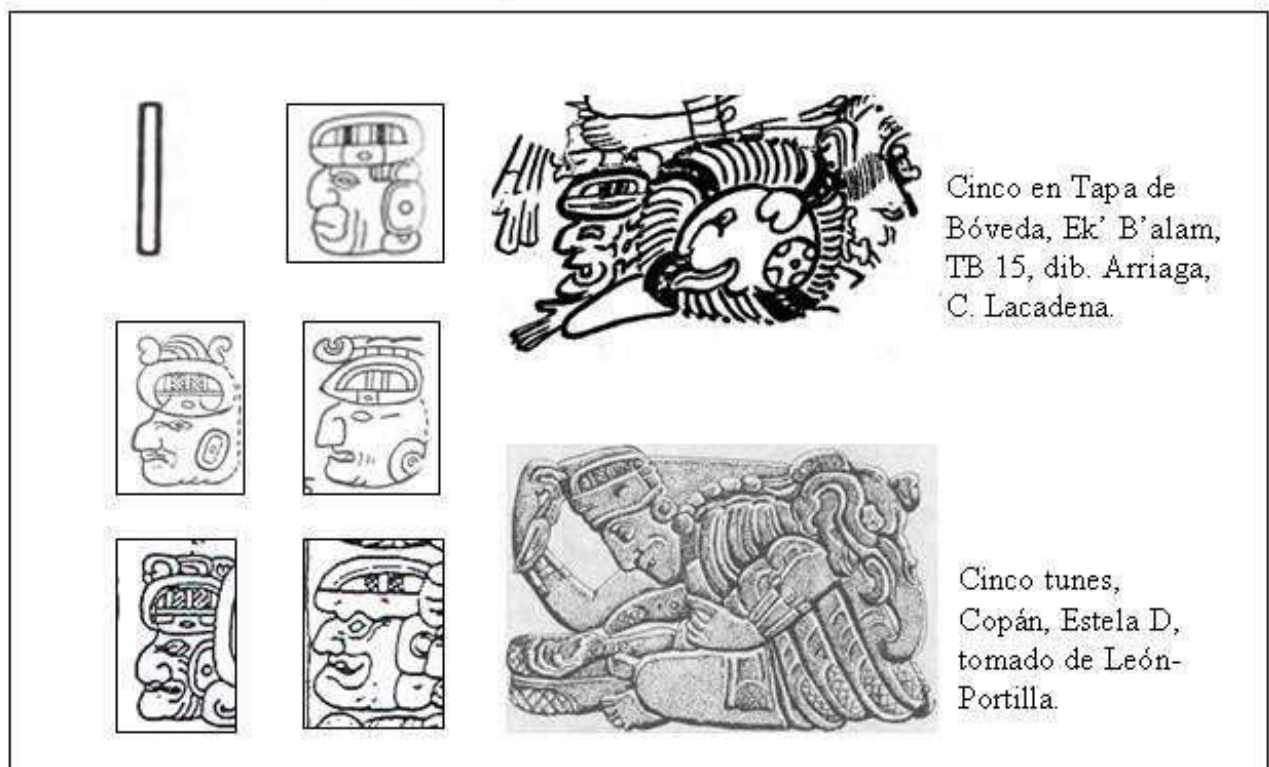 Cinco en Tapa de
Bóveda, Ek' B'alam,
TB 15, dib. Arriaga,
C. Lacadena.
Cinco tunes,
Copán, Estela D,
tomado de León-
Portilla.